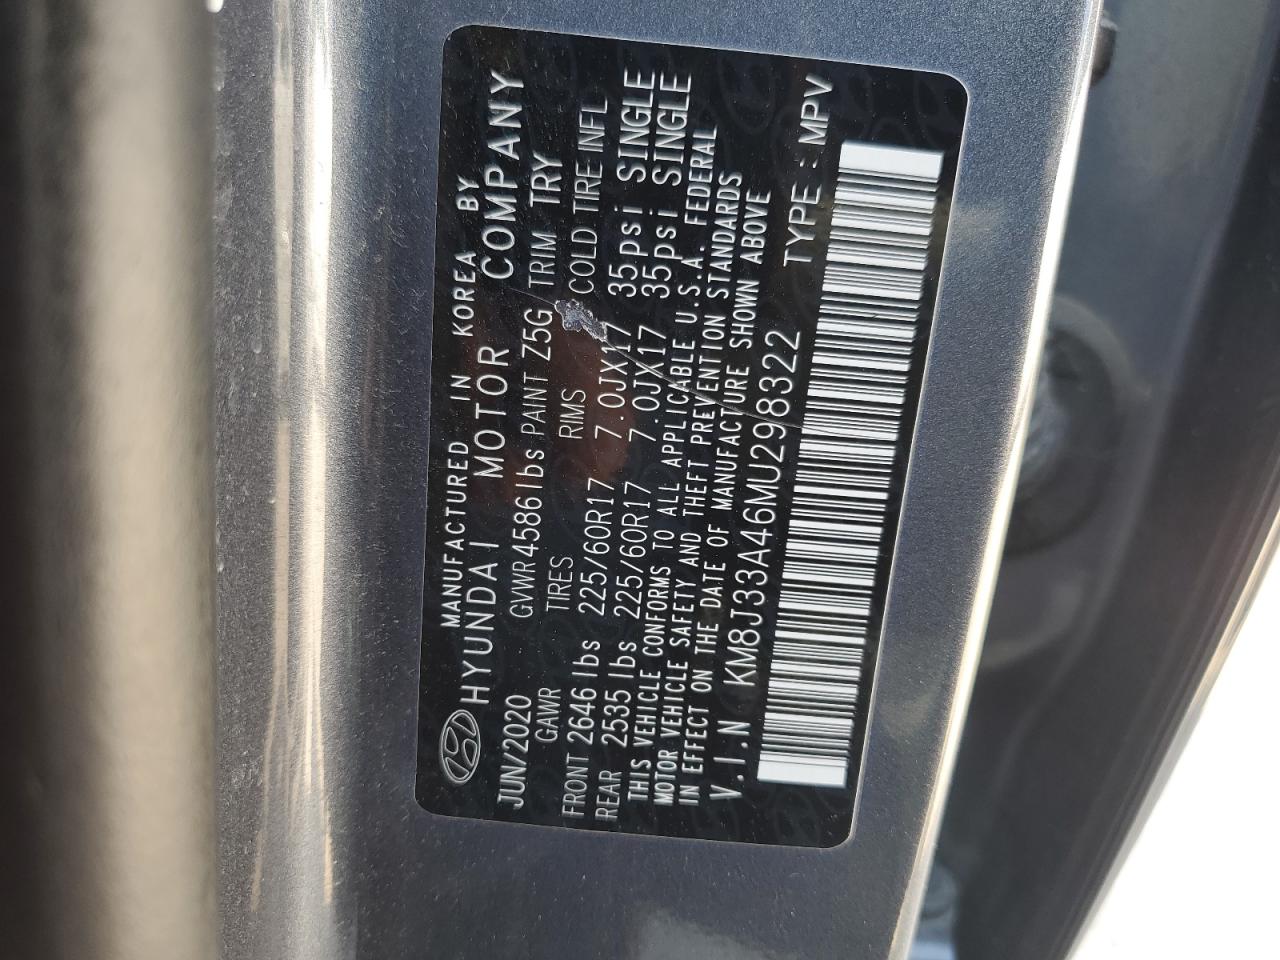 MANUFACTURED IN KOREA BY
HYUNDAI MOTOR COMPANY
JUN/2020 GVWR 4586 lbs PAINT Z5G TRIM TRY
GAWR TIRES RIMS COLD TIRE INFL
FRONT 2646 lbs 225/60R17 7.0JX17 35psi SINGLE
REAR 2535 lbs 225/60R17 7.0JX17 35psi SINGLE
THIS VEHICLE CONFORMS TO ALL APPLICABLE U.S.A. FEDERAL
MOTOR VEHICLE SAFETY AND THEFT PREVENTION STANDARDS
IN EFFECT ON THE DATE OF MANUFACTURE SHOWN ABOVE
V.I.N KM8J33A46MU298322 TYPE : MPV